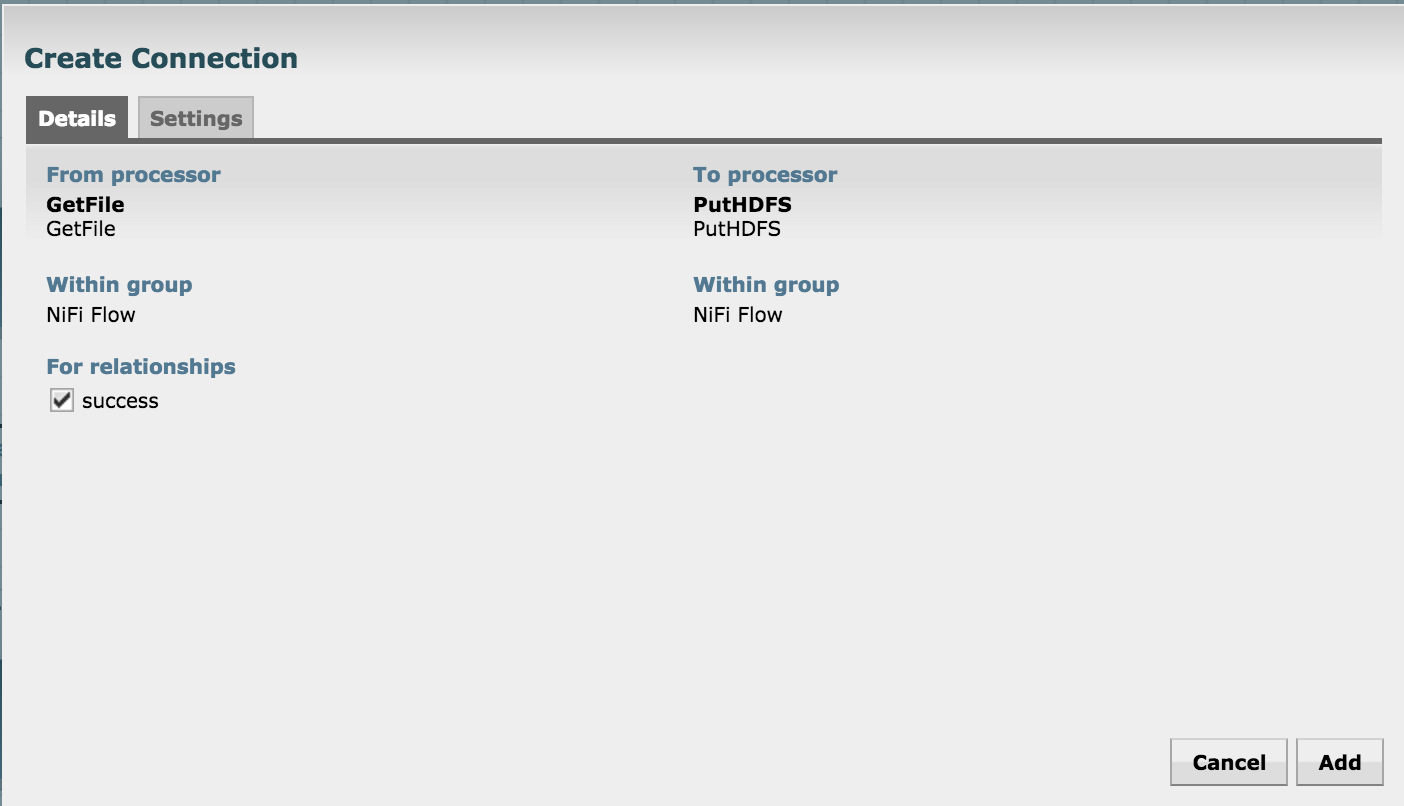 Create Connection
Details Settings
From processor To processor
GetFile PutHDFS
GetFile PutHDFS
Within group Within group
NiFi Flow NiFi Flow
For relationships
success
Cancel Add